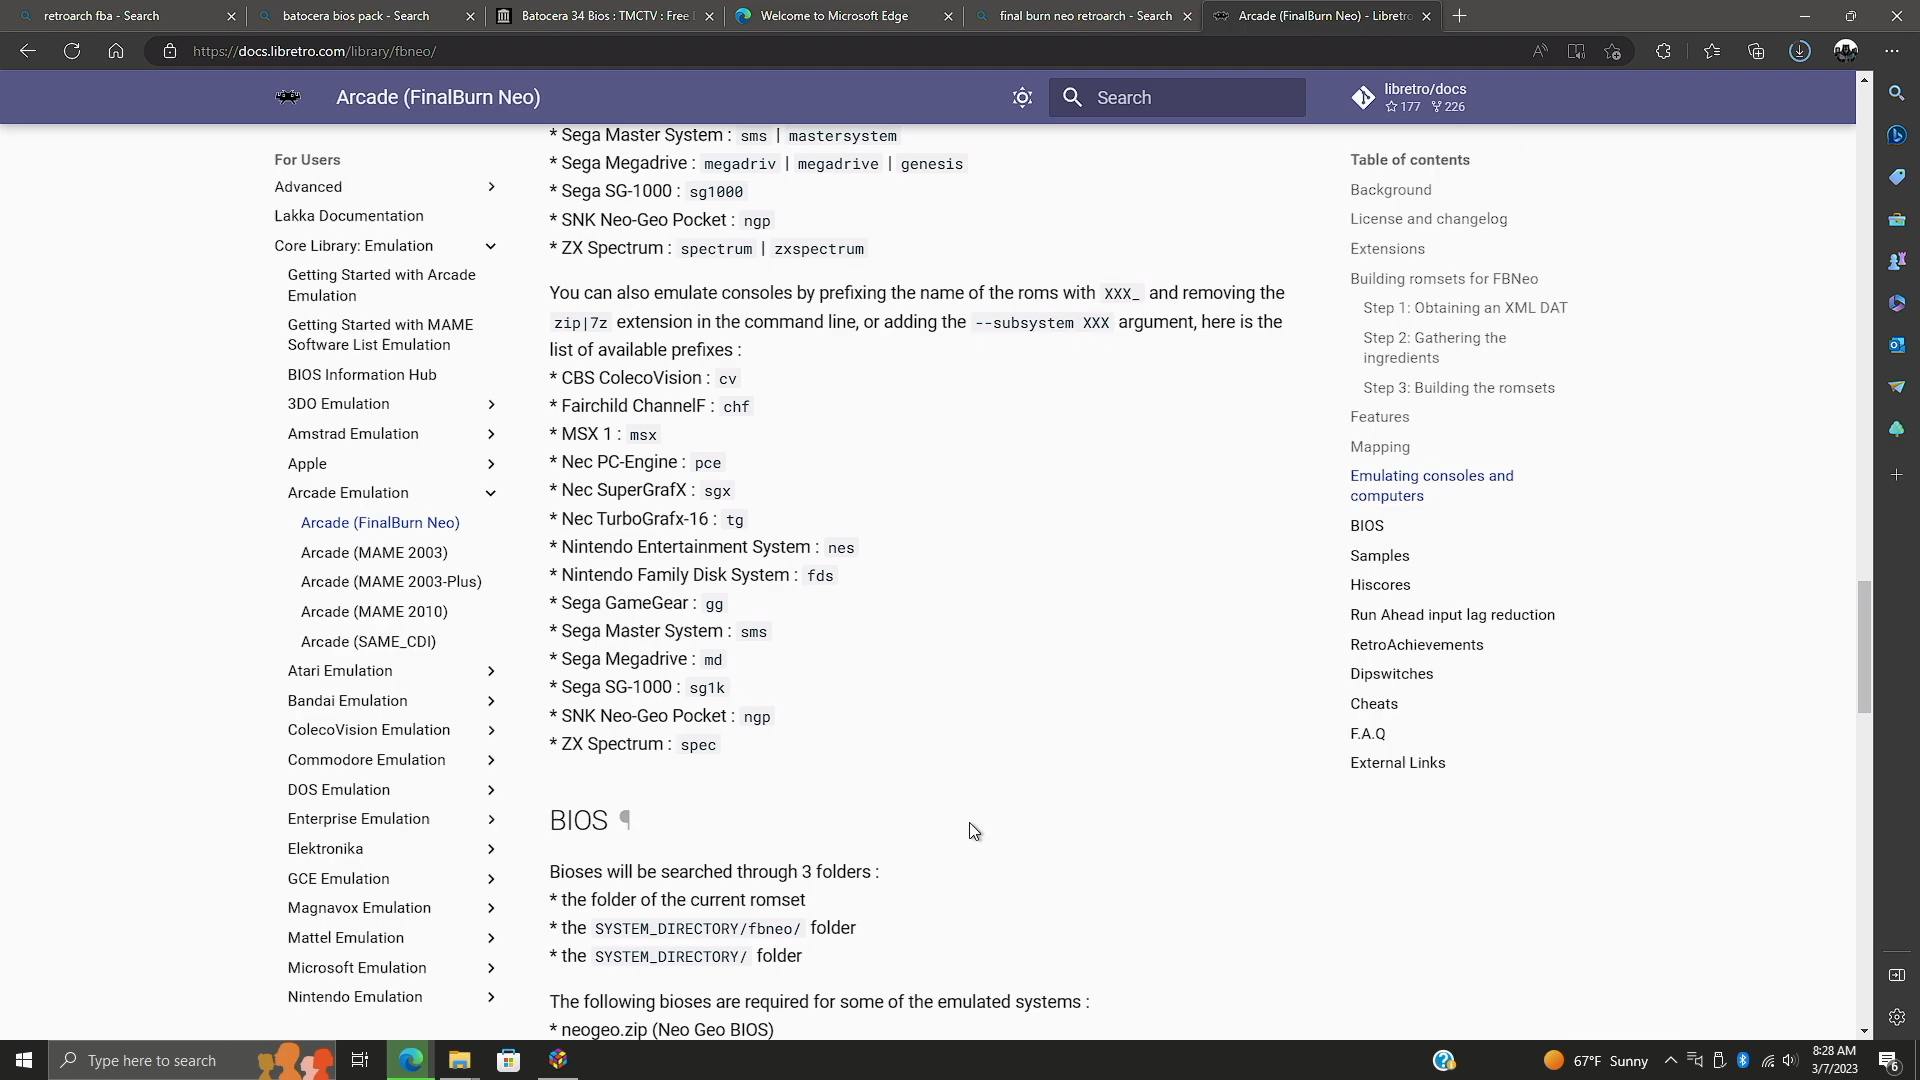 retroarch fba - Search
batocera bios pack - Search
Batocera 34 Bios : TMCTV : Free D
Welcome to Microsoft Edge
final burn neo retroarch - Search
Arcade (FinalBurn Neo) - Libretro
https://docs.libretro.com/library/fbneo/
Arcade (FinalBurn Neo)
Search
libretro/docs
177 226
For Users
Advanced
Lakka Documentation
Core Library: Emulation
Getting Started with Arcade
Emulation
Getting Started with MAME
Software List Emulation
BIOS Information Hub
3DO Emulation
Amstrad Emulation
Apple
Arcade Emulation
Arcade (FinalBurn Neo)
Arcade (MAME 2003)
Arcade (MAME 2003-Plus)
Arcade (MAME 2010)
Arcade (SAME_CDI)
Atari Emulation
Bandai Emulation
ColecoVision Emulation
Commodore Emulation
DOS Emulation
Enterprise Emulation
Elektronika
GCE Emulation
Magnavox Emulation
Mattel Emulation
Microsoft Emulation
Nintendo Emulation
* Sega Master System : sms | mastersystem
* Sega Megadrive : megadriv | megadrive | genesis
* Sega SG-1000 : sg1000
* SNK Neo-Geo Pocket : ngp
* ZX Spectrum : spectrum | zxspectrum
You can also emulate consoles by prefixing the name of the roms with XXX_ and removing the
zip|7z extension in the command line, or adding the --subsystem XXX argument, here is the
list of available prefixes :
* CBS ColecoVision : cv
* Fairchild ChannelF : chf
* MSX 1 : msx
* Nec PC-Engine : pce
* Nec SuperGrafX : sgx
* Nec TurboGrafx-16 : tg
* Nintendo Entertainment System : nes
* Nintendo Family Disk System : fds
* Sega GameGear : gg
* Sega Master System : sms
* Sega Megadrive : md
* Sega SG-1000 : sg1k
* SNK Neo-Geo Pocket : ngp
* ZX Spectrum : spec
BIOS ¶
Bioses will be searched through 3 folders :
* the folder of the current romset
* the SYSTEM_DIRECTORY/fbneo/ folder
* the SYSTEM_DIRECTORY/ folder
The following bioses are required for some of the emulated systems :
* neogeo.zip (Neo Geo BIOS)
Table of contents
Background
License and changelog
Extensions
Building romsets for FBNeo
Step 1: Obtaining an XML DAT
Step 2: Gathering the
ingredients
Step 3: Building the romsets
Features
Mapping
Emulating consoles and
computers
BIOS
Samples
Hiscores
Run Ahead input lag reduction
RetroAchievements
Dipswitches
Cheats
F.A.Q
External Links
Type here to search
67°F Sunny
8:28 AM
3/7/2023
6